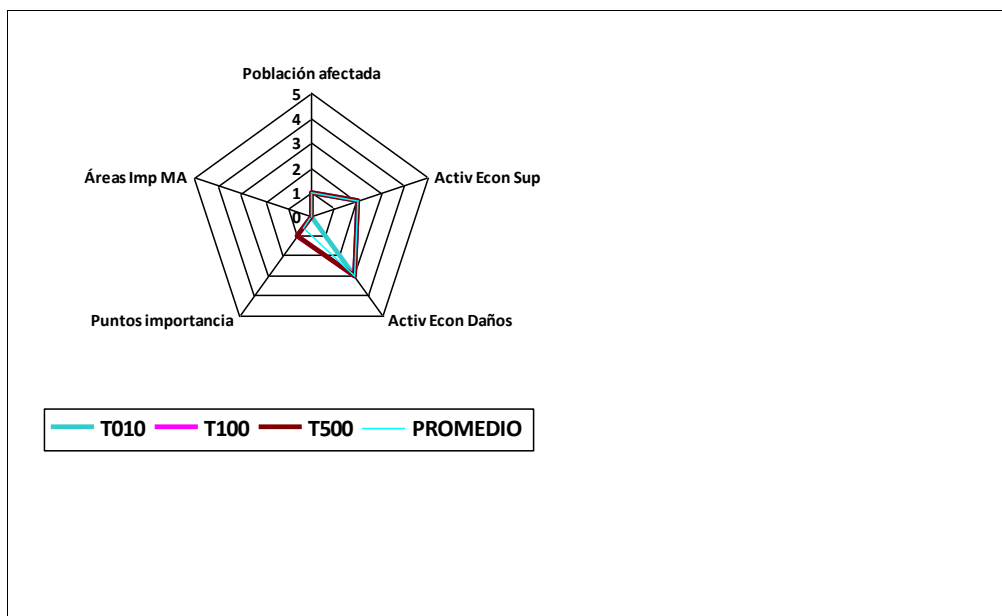 Población afectada
5
4
3
2
1
0
Áreas Imp MA
Activ Econ Sup
Puntos importancia
Activ Econ Daños
T010 T100 T500 PROMEDIO